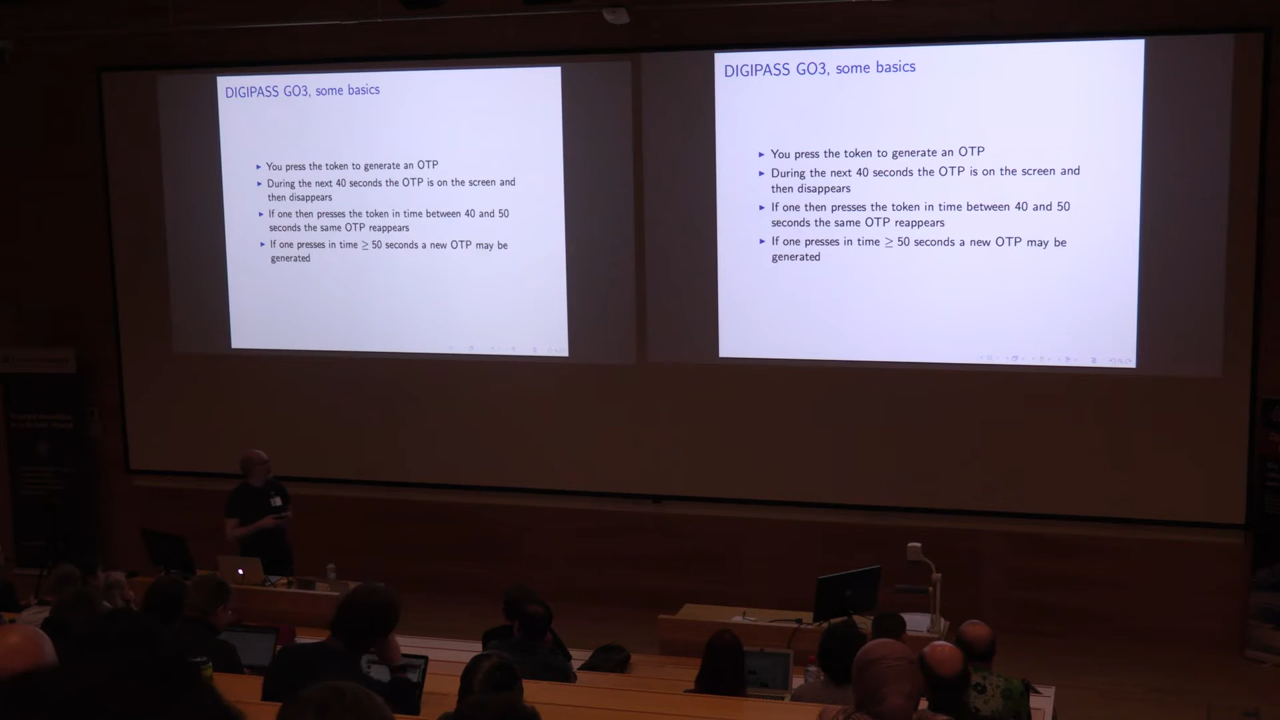 DIGIPASS GO3, some basics
► You press the token to generate an OTP
► During the next 40 seconds the OTP is on the screen and
then disappears
► If one then presses the token in time between 40 and 50
seconds the same OTP reappears
► If one presses in time ≥ 50 seconds a new OTP may be
generated
DIGIPASS GO3, some basics
► You press the token to generate an OTP
► During the next 40 seconds the OTP is on the screen and
then disappears
► If one then presses the token in time between 40 and 50
seconds the same OTP reappears
► If one presses in time ≥ 50 seconds a new OTP may be
generated